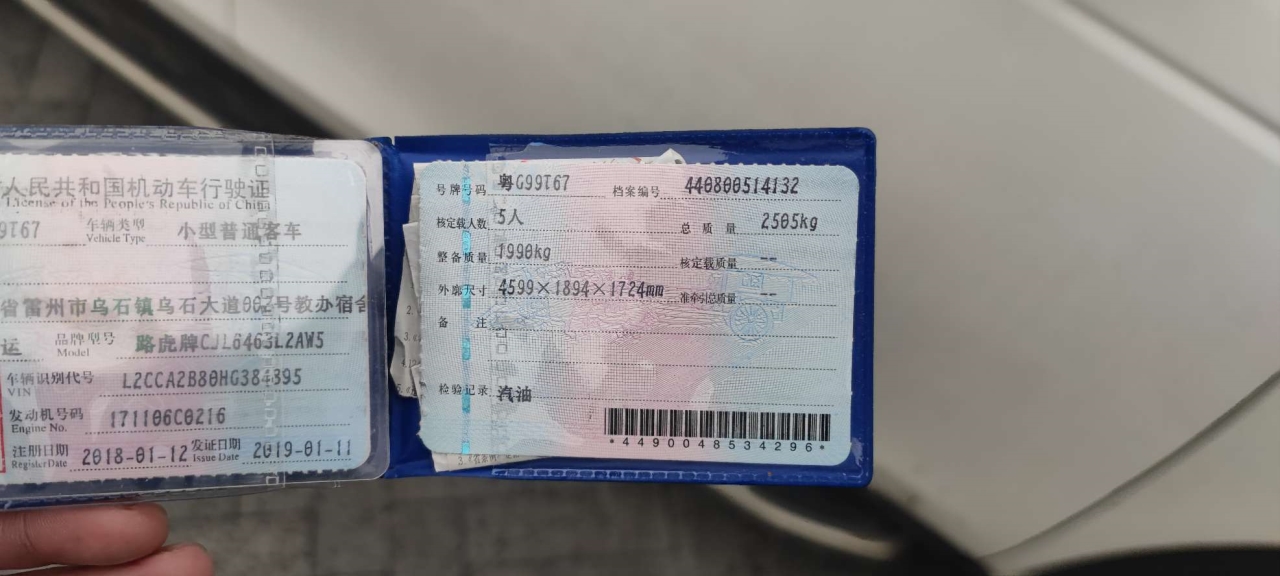 人民共和国机动车行驶证
License of the People's Republic of China
9T67 车辆类型 Vehicle Type 小型普通客车
省雷州市乌石镇乌石大道002号教办宿舍
运 品牌型号 Model 路虎牌CJL6463L2AW5
车辆识别代号 VIN L2CCA2B80HG384895
发动机号码 Engine No. 171106C0216
注册日期 Register Date 2018-01-12 发证日期 Issue Date 2019-01-11
号牌号码 粤G99T67 档案编号 440800514132
核定载人数 5人 总质量 2505kg
整备质量 1990kg 核定载质量 --
外廓尺寸 4599×1894×1724mm 准牵引总质量 --
备注
检验记录 汽油
*4490048534296*